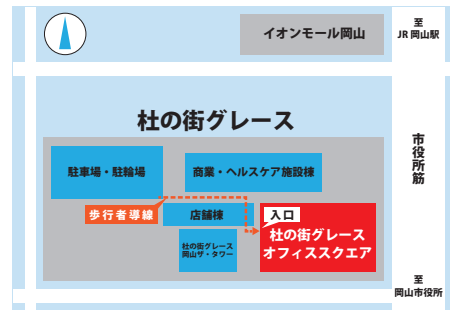 イオンモール岡山
至
JR 岡山駅
杜の街グレース
市役所筋
駐車場・駐輪場
商業・ヘルスケア施設棟
歩行者導線
店舗棟
入口
杜の街グレース
オフィススクエア
杜の街グレース
岡山ザ・タワー
至
岡山市役所